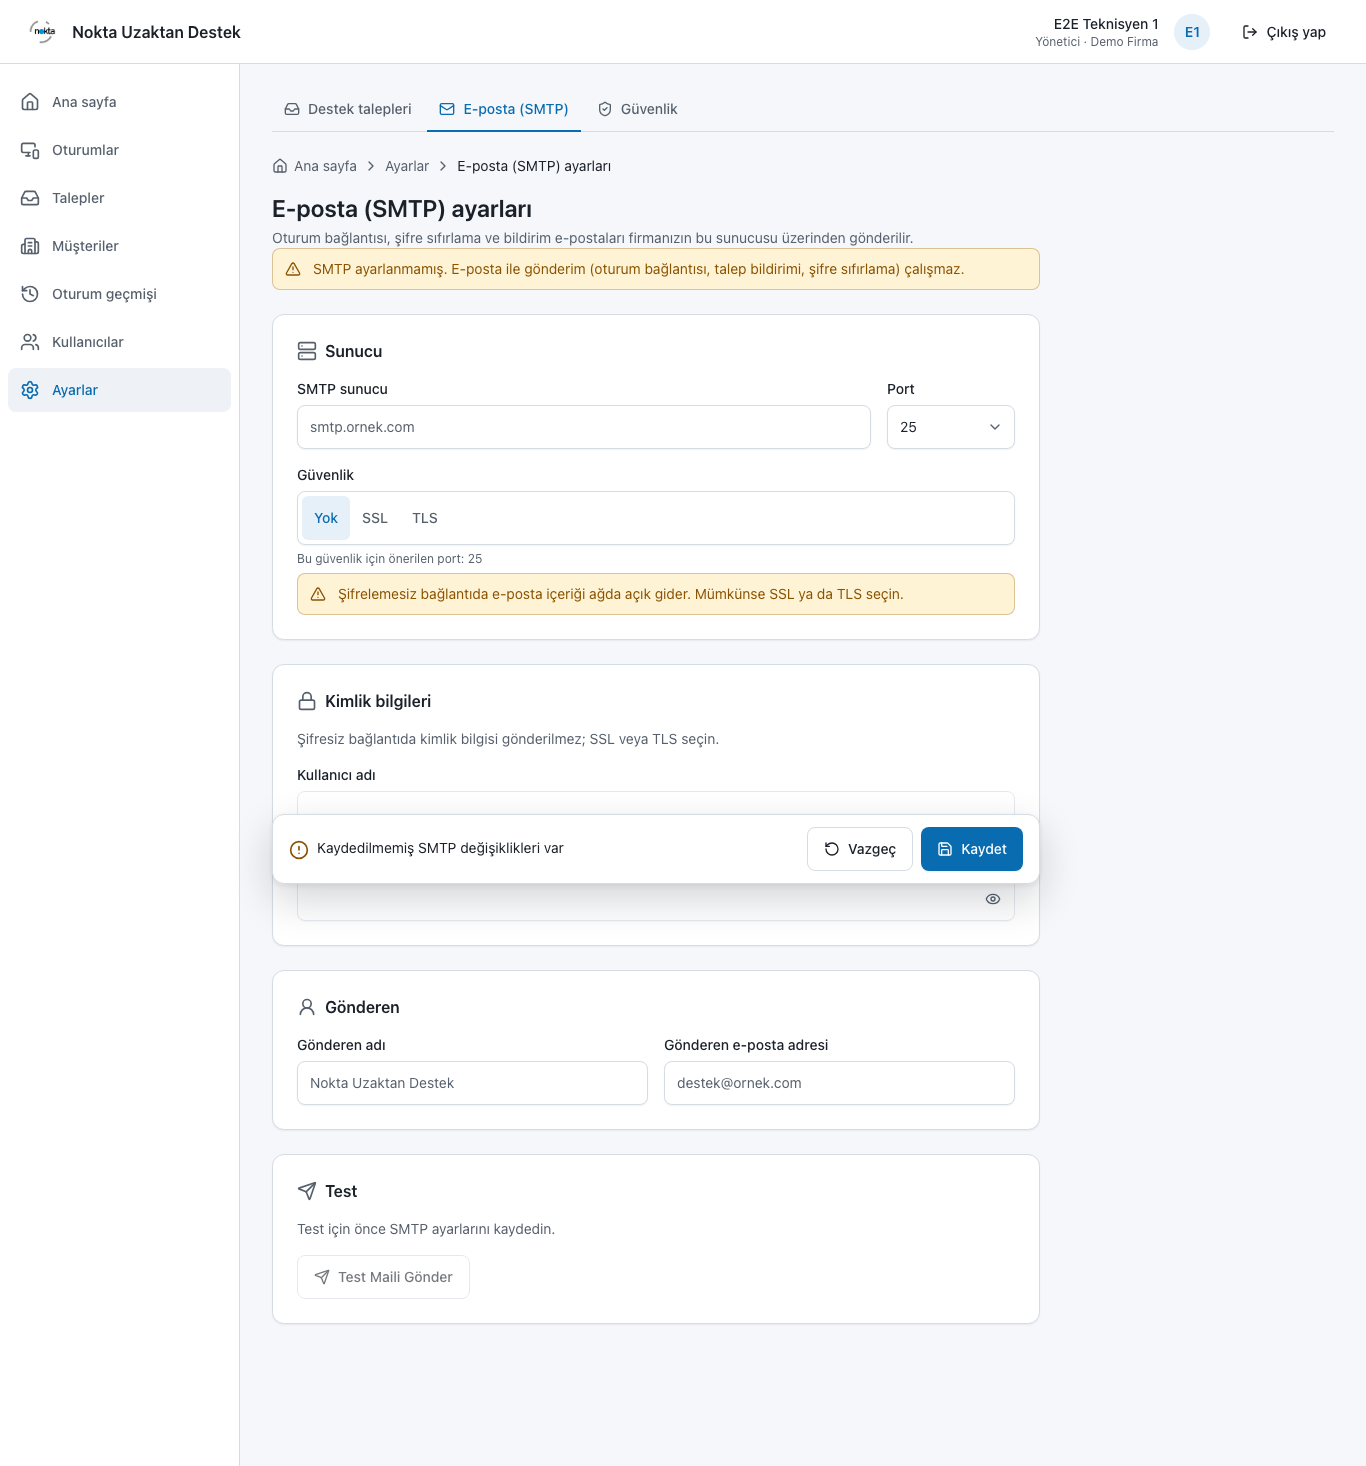 nokta
Nokta Uzaktan Destek
E2E Teknisyen 1
Yönetici · Demo Firma
E1
Çıkış yap
Ana sayfa
Oturumlar
Talepler
Müşteriler
Oturum geçmişi
Kullanıcılar
Ayarlar
Destek talepleri
E-posta (SMTP)
Güvenlik
Ana sayfa > Ayarlar > E-posta (SMTP) ayarları
E-posta (SMTP) ayarları
Oturum bağlantısı, şifre sıfırlama ve bildirim e-postaları firmanızın bu sunucusu üzerinden gönderilir.
SMTP ayarlanmamış. E-posta ile gönderim (oturum bağlantısı, talep bildirimi, şifre sıfırlama) çalışmaz.
Sunucu
SMTP sunucu
Port
smtp.ornek.com
25
Güvenlik
Yok
SSL
TLS
Bu güvenlik için önerilen port: 25
Şifrelemesiz bağlantıda e-posta içeriği ağda açık gider. Mümkünse SSL ya da TLS seçin.
Kimlik bilgileri
Şifresiz bağlantıda kimlik bilgisi gönderilmez; SSL veya TLS seçin.
Kullanıcı adı
Kaydedilmemiş SMTP değişiklikleri var
Vazgeç
Kaydet
Gönderen
Gönderen adı
Gönderen e-posta adresi
Nokta Uzaktan Destek
destek@ornek.com
Test
Test için önce SMTP ayarlarını kaydedin.
Test Maili Gönder